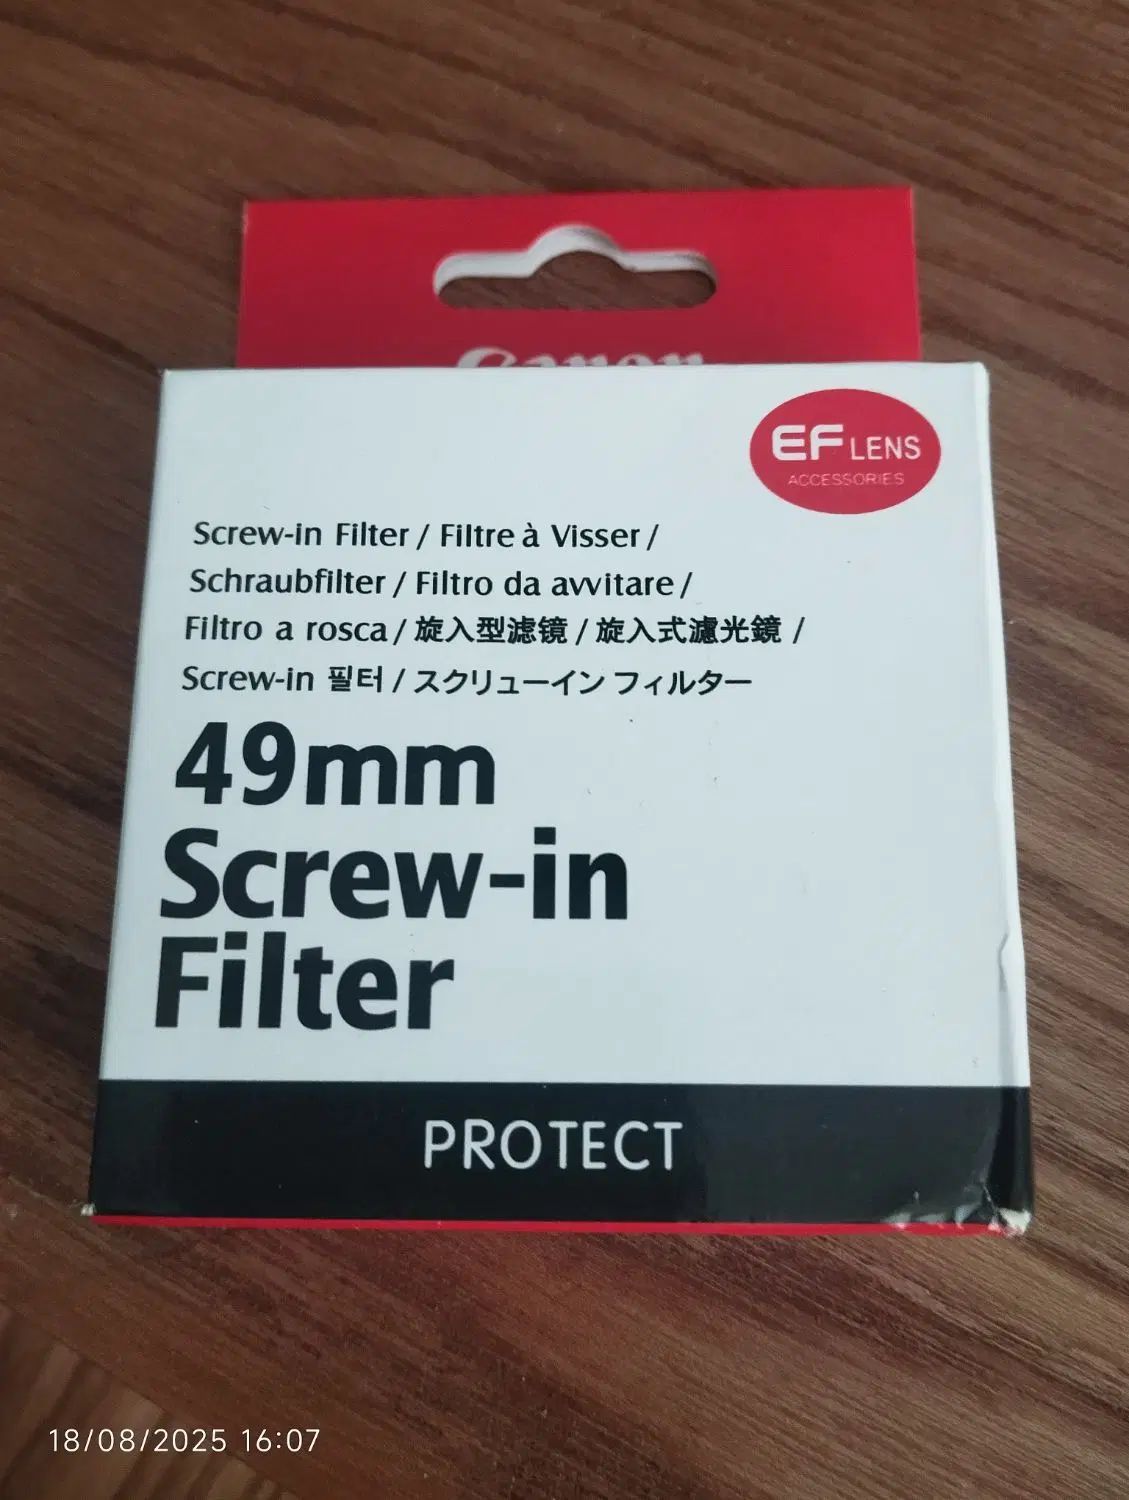 Canon
EF LENS
ACCESSORIES
Screw-in Filter / Filtre à Visser /
Schraubfilter / Filtro da avvitare /
Filtro a rosca / 旋入型滤镜 / 旋入式濾光鏡 /
Screw-in 필터 / スクリューイン フィルター
49mm
Screw-in
Filter
PROTECT
18/08/2025 16:07